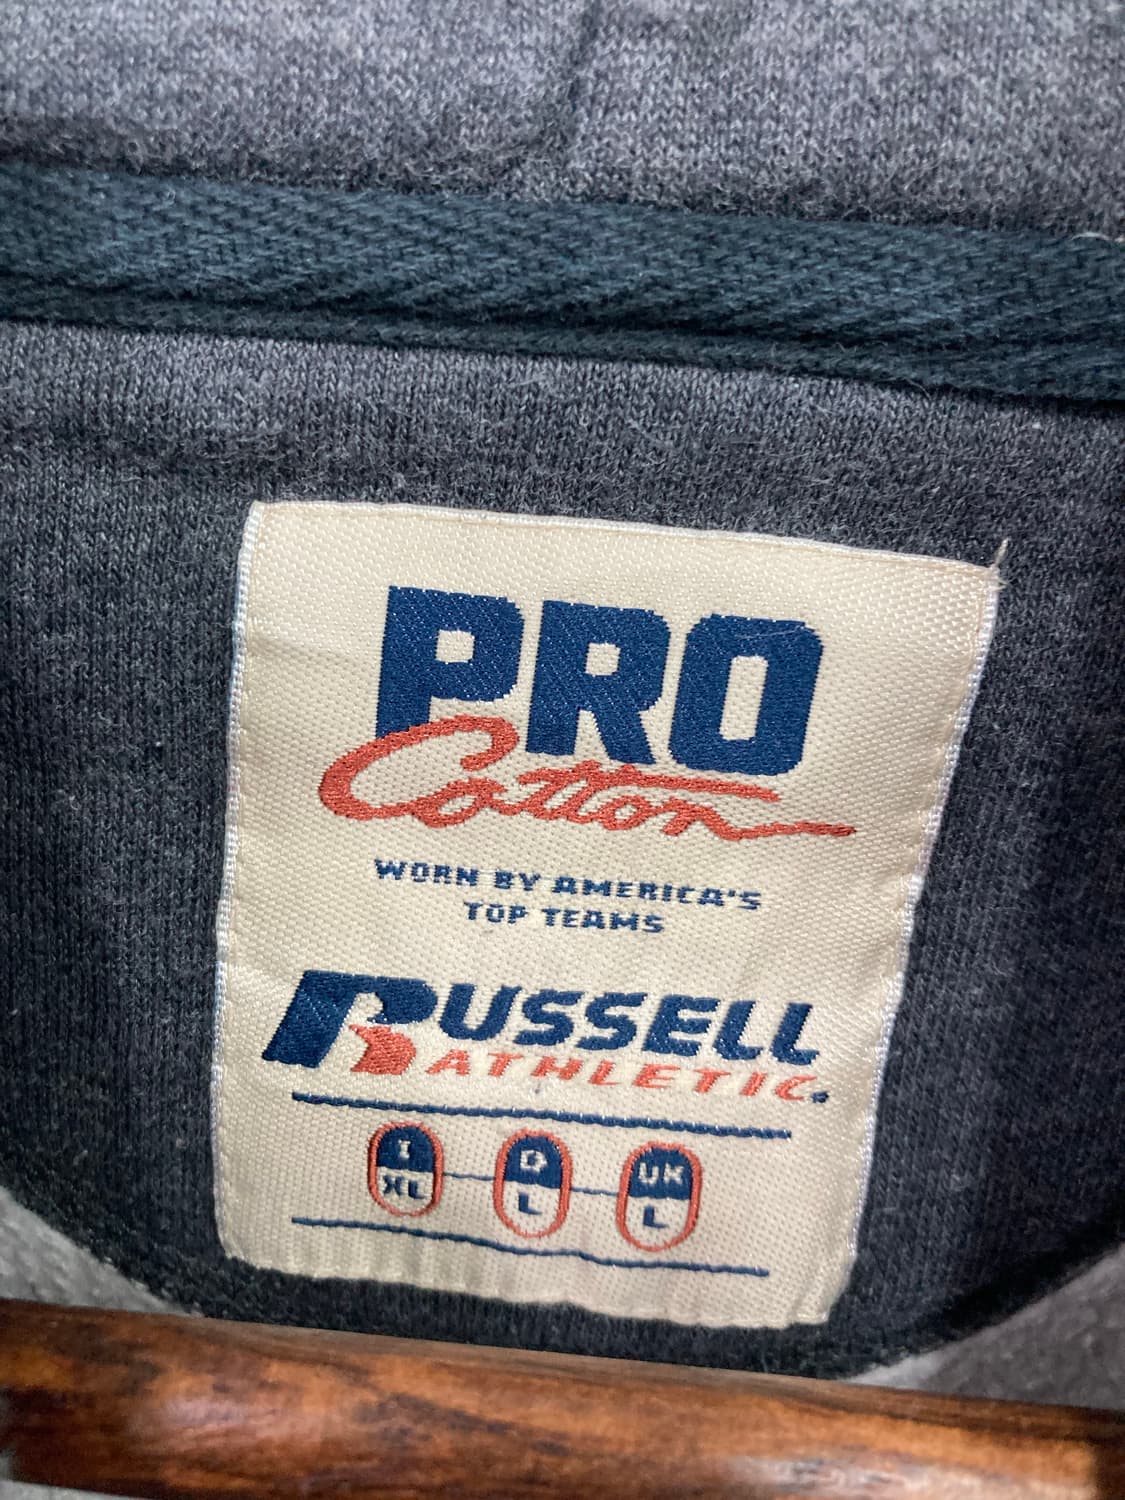 PRO
Cotton
WORN BY AMERICA'S
TOP TEAMS
RUSSELL
ATHLETIC.
I D UK
XL L L